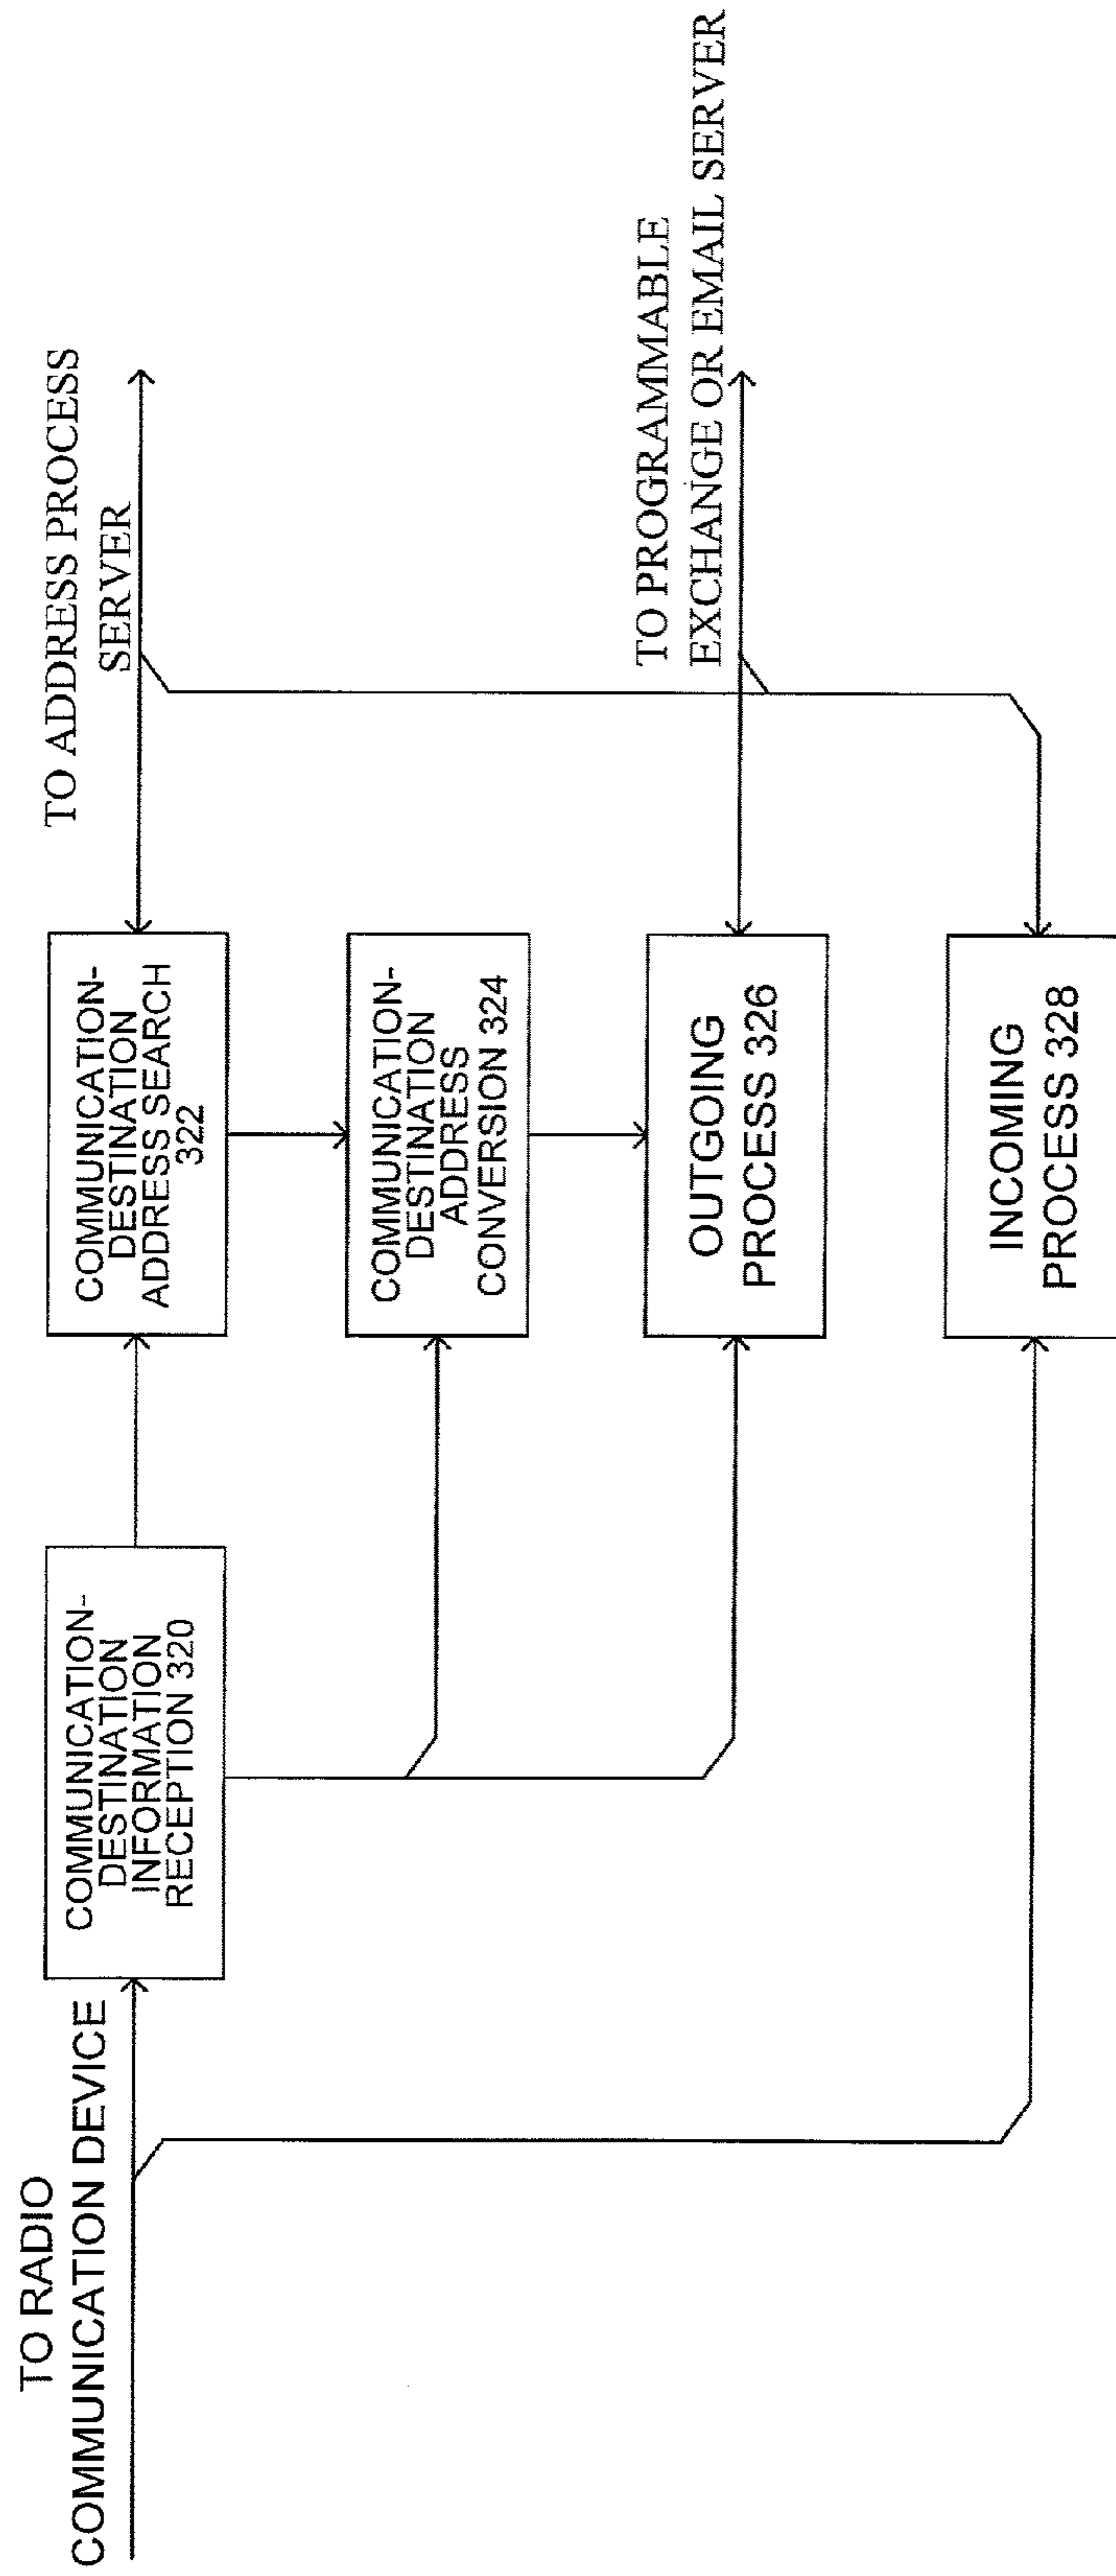 TO RADIO
COMMUNICATION DEVICE
COMMUNICATION-
DESTINATION
INFORMATION
RECEPTION 320
COMMUNICATION-
DESTINATION
ADDRESS SEARCH
322
TO ADDRESS PROCESS
SERVER
COMMUNICATION-
DESTINATION
ADDRESS
CONVERSION 324
OUTGOING
PROCESS 326
TO PROGRAMMABLE
EXCHANGE OR EMAIL SERVER
INCOMING
PROCESS 328